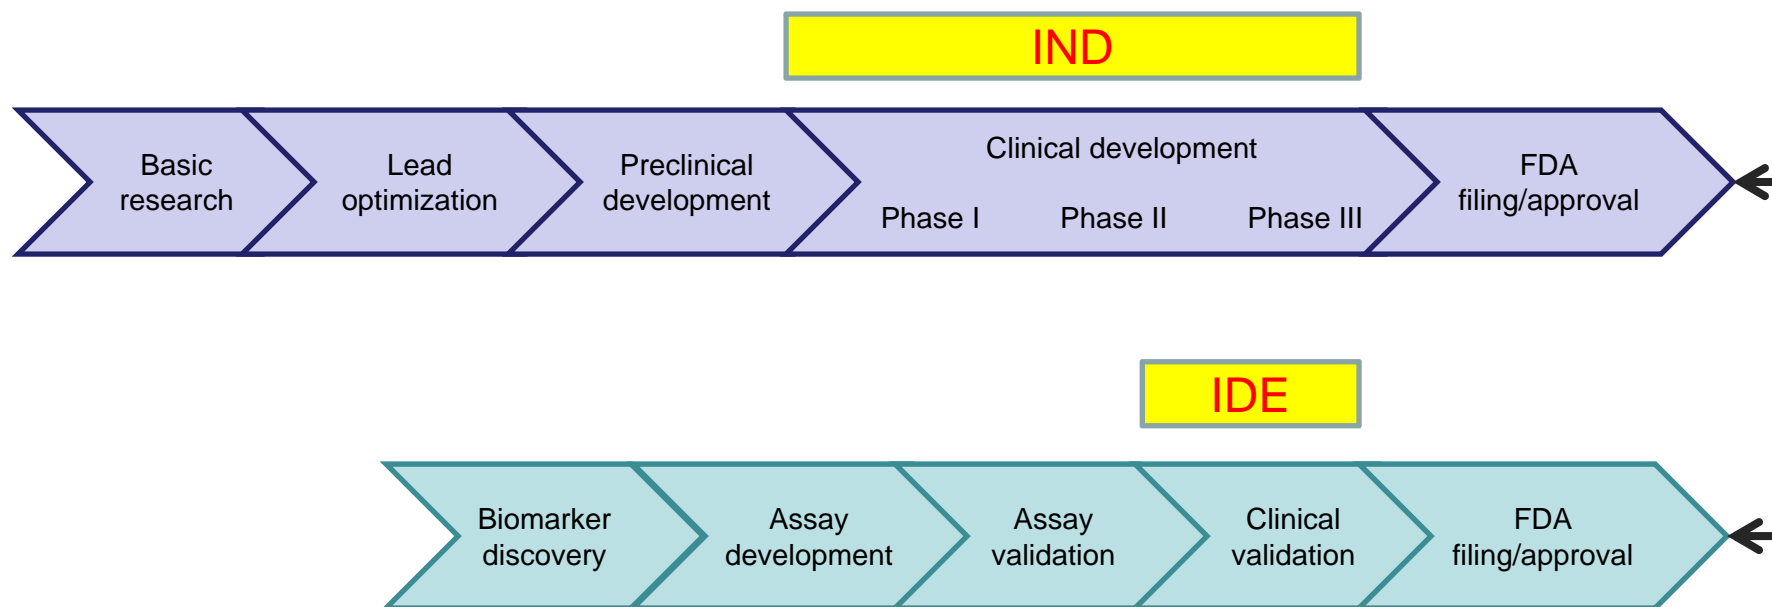 IND
Basic
research
Lead
optimization
Preclinical
development
Clinical development
Phase I Phase II Phase III
FDA
filing/approval
IDE
Biomarker
discovery
Assay
development
Assay
validation
Clinical
validation
FDA
filing/approval